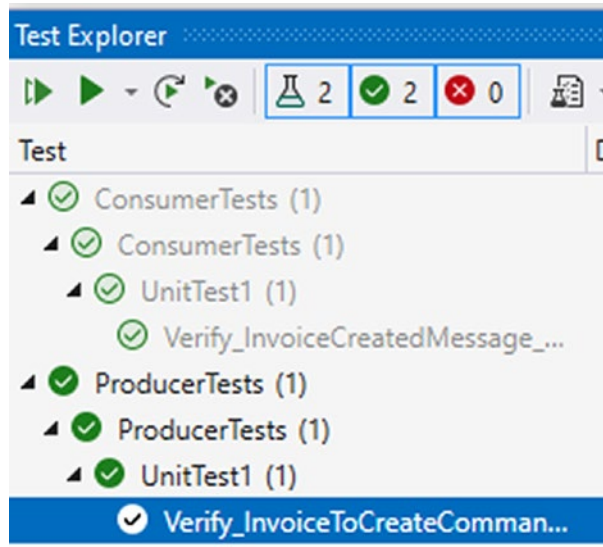 Test Explorer
2 2 0
Test
ConsumerTests (1)
ConsumerTests (1)
UnitTest1 (1)
Verify_InvoiceCreatedMessage_...
ProducerTests (1)
ProducerTests (1)
UnitTest1 (1)
Verify_InvoiceToCreateComman...